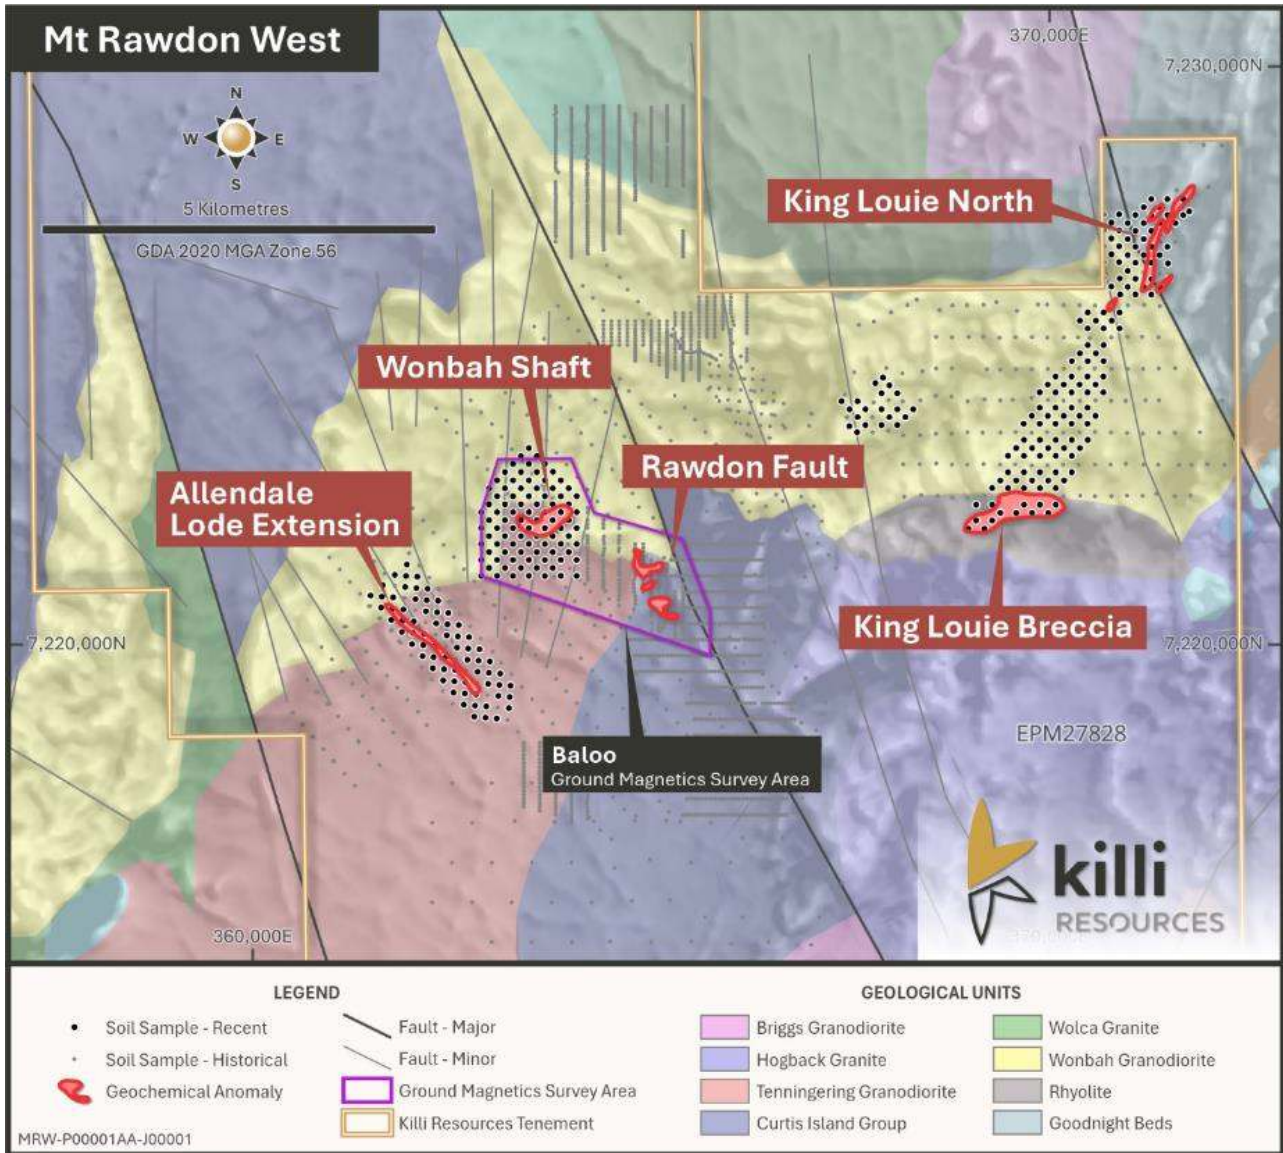 Mt Rawdon West
370,000E
7,230,000N
N
W
E
S
5 Kilometres
GDA 2020 MGA Zone 56
King Louie North
Wonbah Shaft
Rawdon Fault
Allendale
Lode Extension
King Louie Breccia
7,220,000N
7,220,000N
EPM27828
Baloo
Ground Magnetics Survey Area
killi
RESOURCES
360,000E
LEGEND
Soil Sample - Recent
Soil Sample - Historical
Geochemical Anomaly
Fault - Major
Fault - Minor
Ground Magnetics Survey Area
Killi Resources Tenement
GEOLOGICAL UNITS
Briggs Granodiorite
Hogback Granite
Tenningering Granodiorite
Curtis Island Group
Wolca Granite
Wonbah Granodiorite
Rhyolite
Goodnight Beds
MRW-P00001AA-J00001